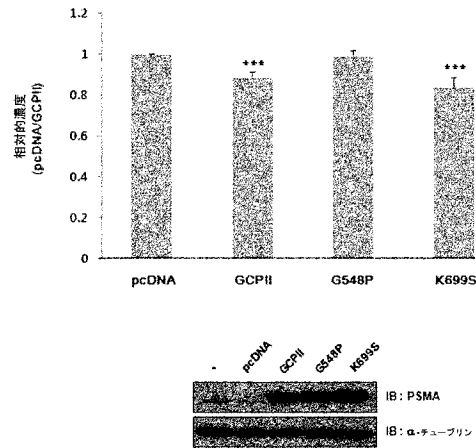 相対的濃度
(pcDNA/GCPII)
1.2
1
0.8
0.6
0.4
0.2
0
***
***
pcDNA
GCPII
G548P
K699S
-
pcDNA
GCPII
G548P
K699S
IB: PSMA
IB: α-チューブリン